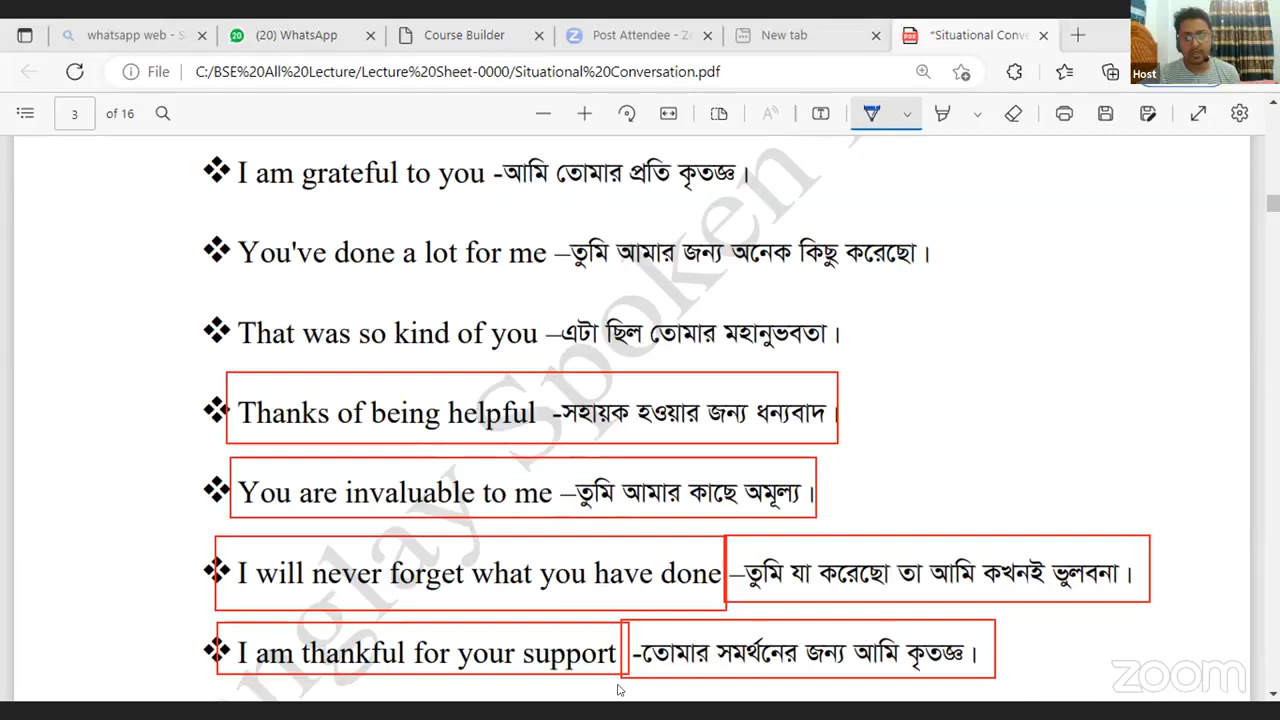 whatsapp web - S
(20) WhatsApp
Course Builder
Post Attendee - Z
New tab
*Situational Conv
File C:/BSE%20All%20Lecture/Lecture%20Sheet-0000/Situational%20Conversation.pdf
Host
3 of 16
I am grateful to you -আমি তোমার প্রতি কৃতজ্ঞ।
You've done a lot for me –তুমি আমার জন্য অনেক কিছু করেছো।
That was so kind of you –এটা ছিল তোমার মহানুভবতা।
Thanks of being helpful -সহায়ক হওয়ার জন্য ধন্যবাদ।
You are invaluable to me –তুমি আমার কাছে অমূল্য।
I will never forget what you have done –তুমি যা করেছো তা আমি কখনই ভুলবনা।
I am thankful for your support -তোমার সমর্থনের জন্য আমি কৃতজ্ঞ।
nglay Spoken
zoom